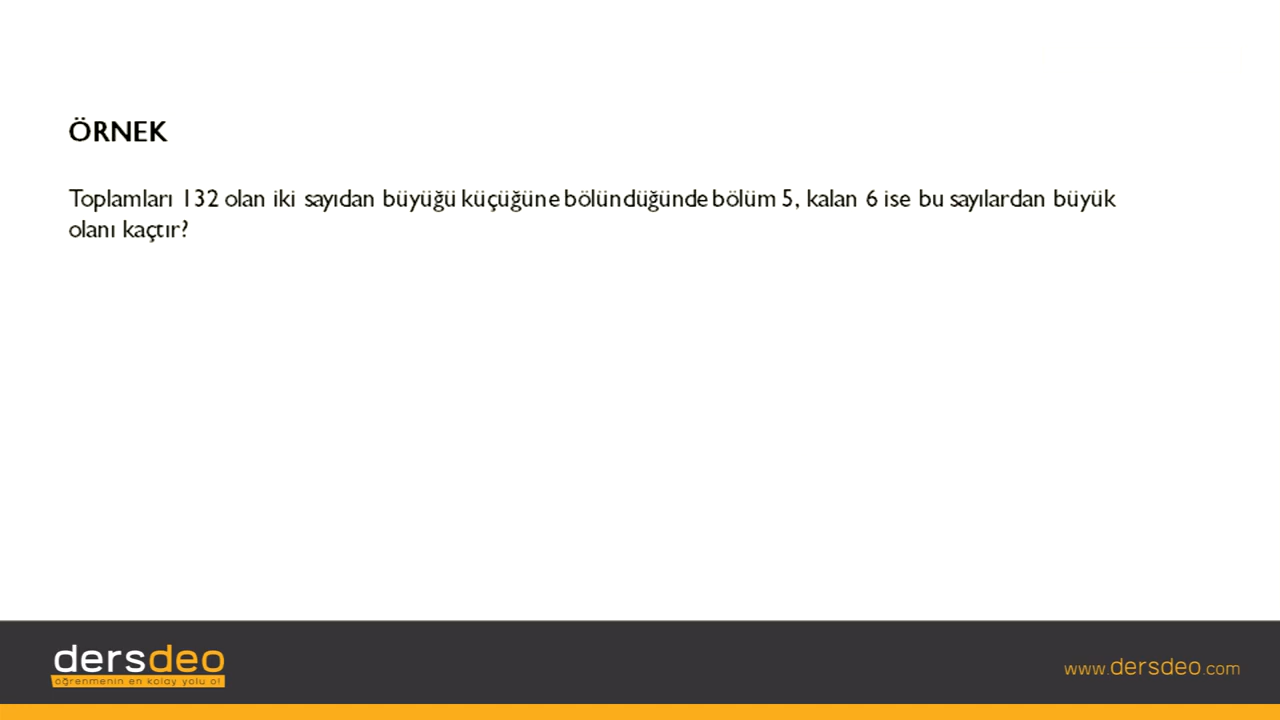 ÖRNEK
Toplamları 132 olan iki sayıdan büyüğü küçüğüne bölündüğünde bölüm 5, kalan 6 ise bu sayılardan büyük
olanı kaçtır?
dersdeo
öğrenmenin en kolay yolu o!
www.dersdeo.com